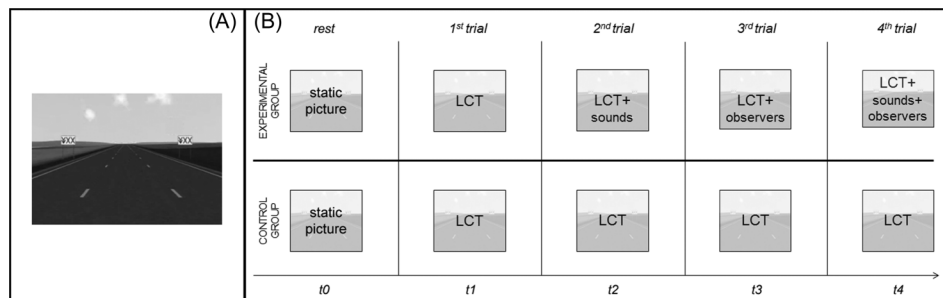 (A)
(B)
rest
1st trial
2nd trial
3rd trial
4th trial
EXPERIMENTAL
GROUP
static
picture
LCT
LCT+
sounds
LCT+
observers
LCT+
sounds+
observers
CONTROL
GROUP
static
picture
LCT
LCT
LCT
LCT
t0
t1
t2
t3
t4